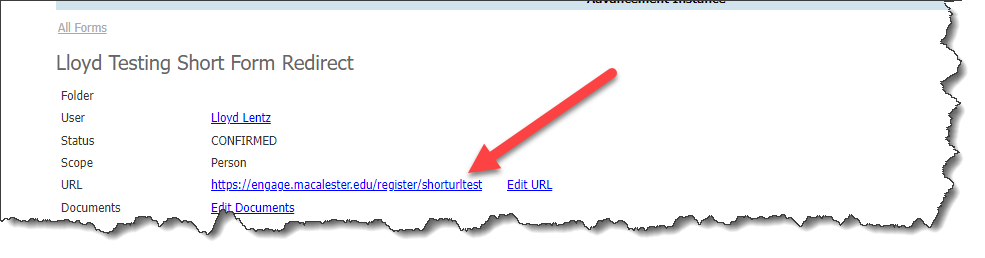 Advancement Instance
All Forms
Lloyd Testing Short Form Redirect
Folder
User Lloyd Lentz
Status CONFIRMED
Scope Person
URL https://engage.macalester.edu/register/shorturltest Edit URL
Documents Edit Documents